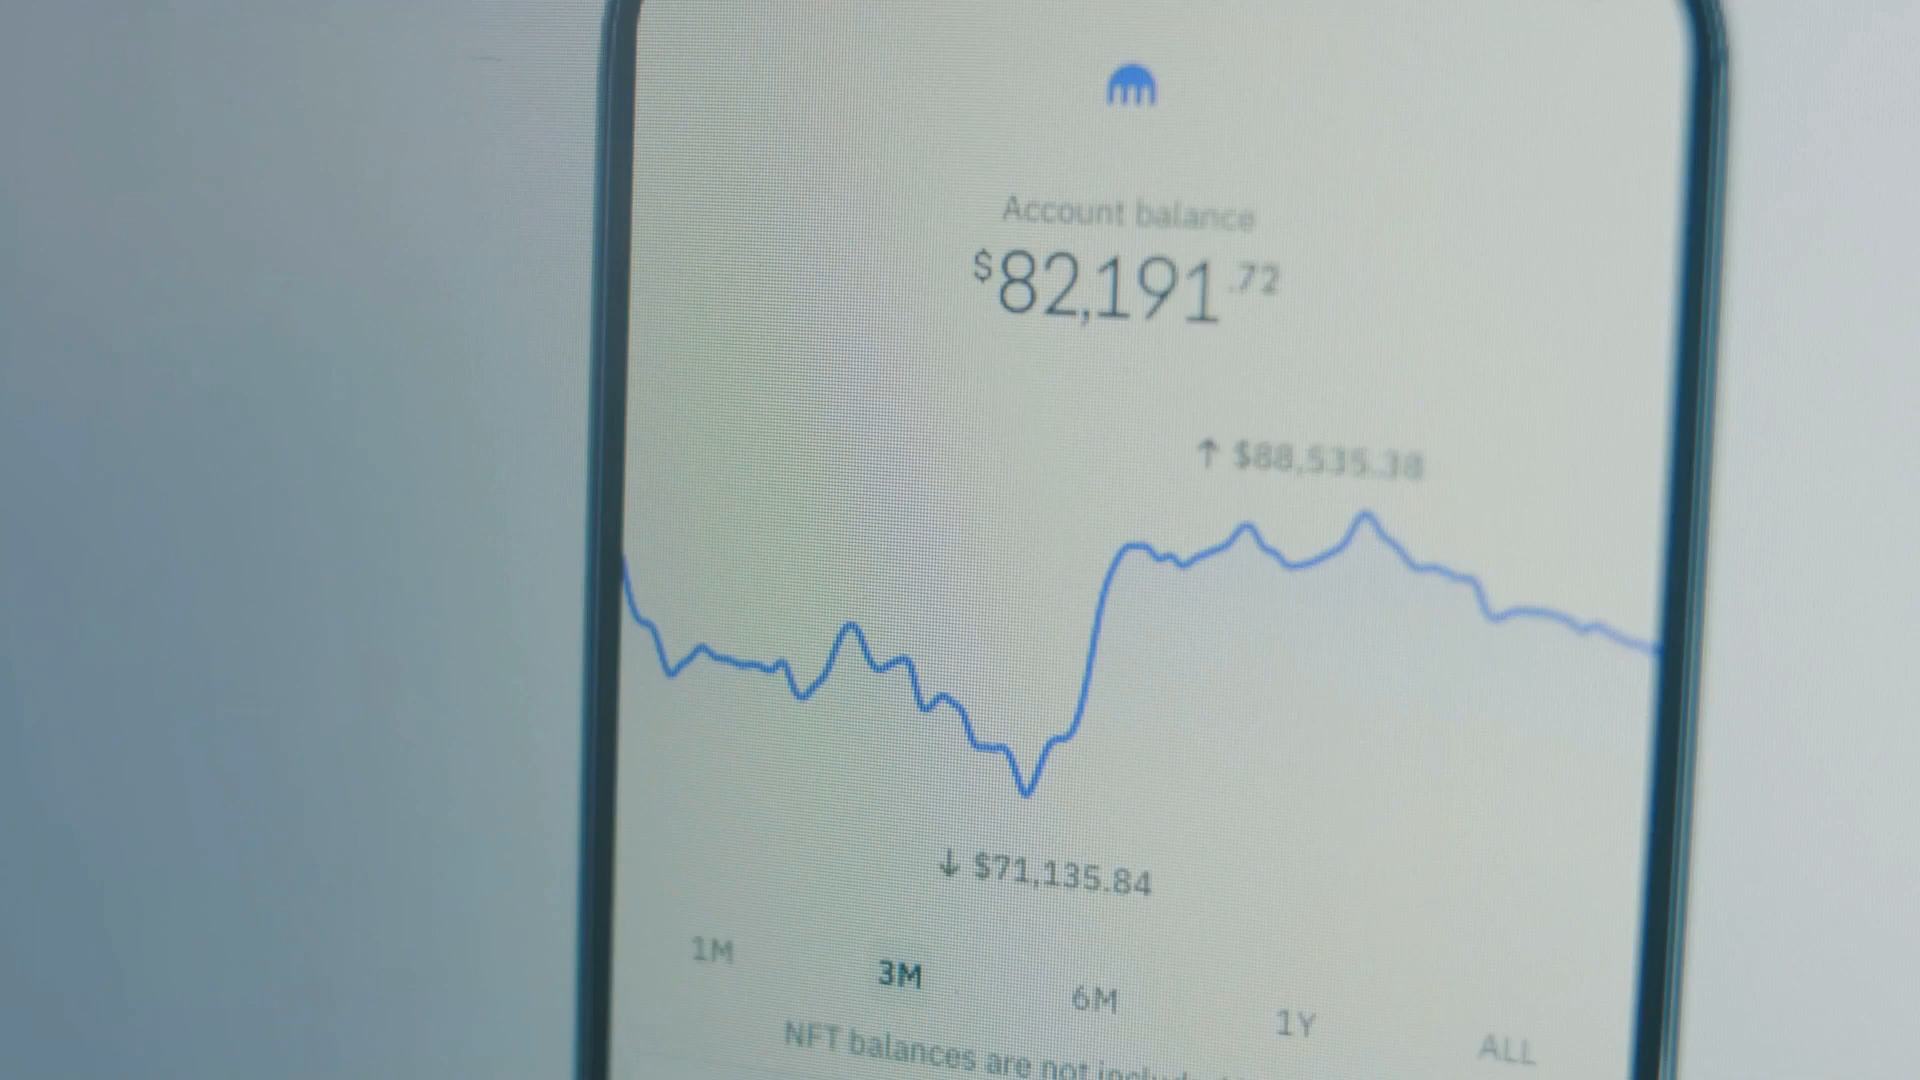 Account balance
$82,191.72
↑ $88,535.38
↓ $71,135.84
1M 3M 6M 1Y ALL
NFT balances are not